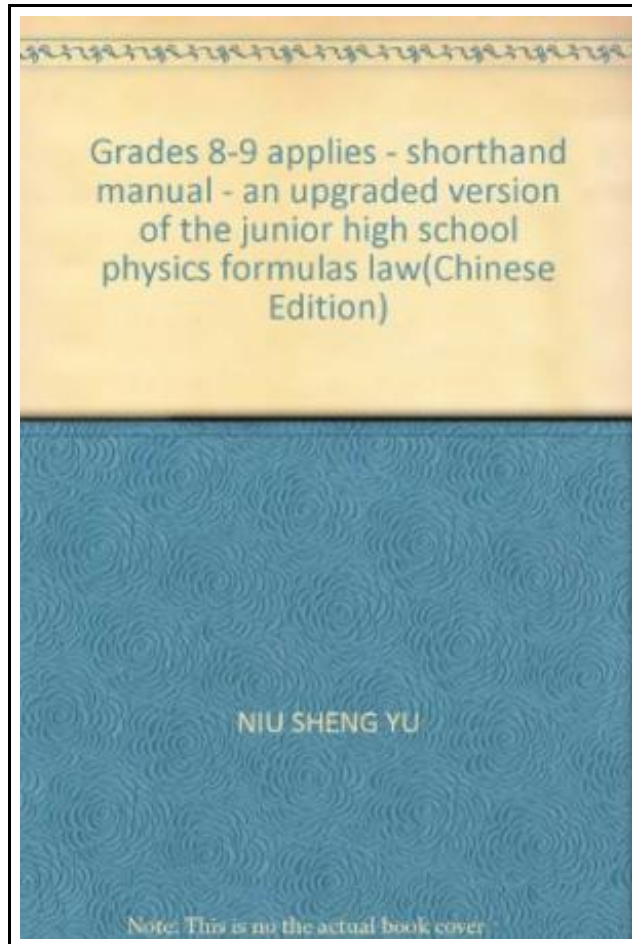 Grades 8-9 applies - shorthand
manual - an upgraded version
of the junior high school
physics formulas law(Chinese
Edition)
NIU SHENG YU
Note: This is no the actual book cover